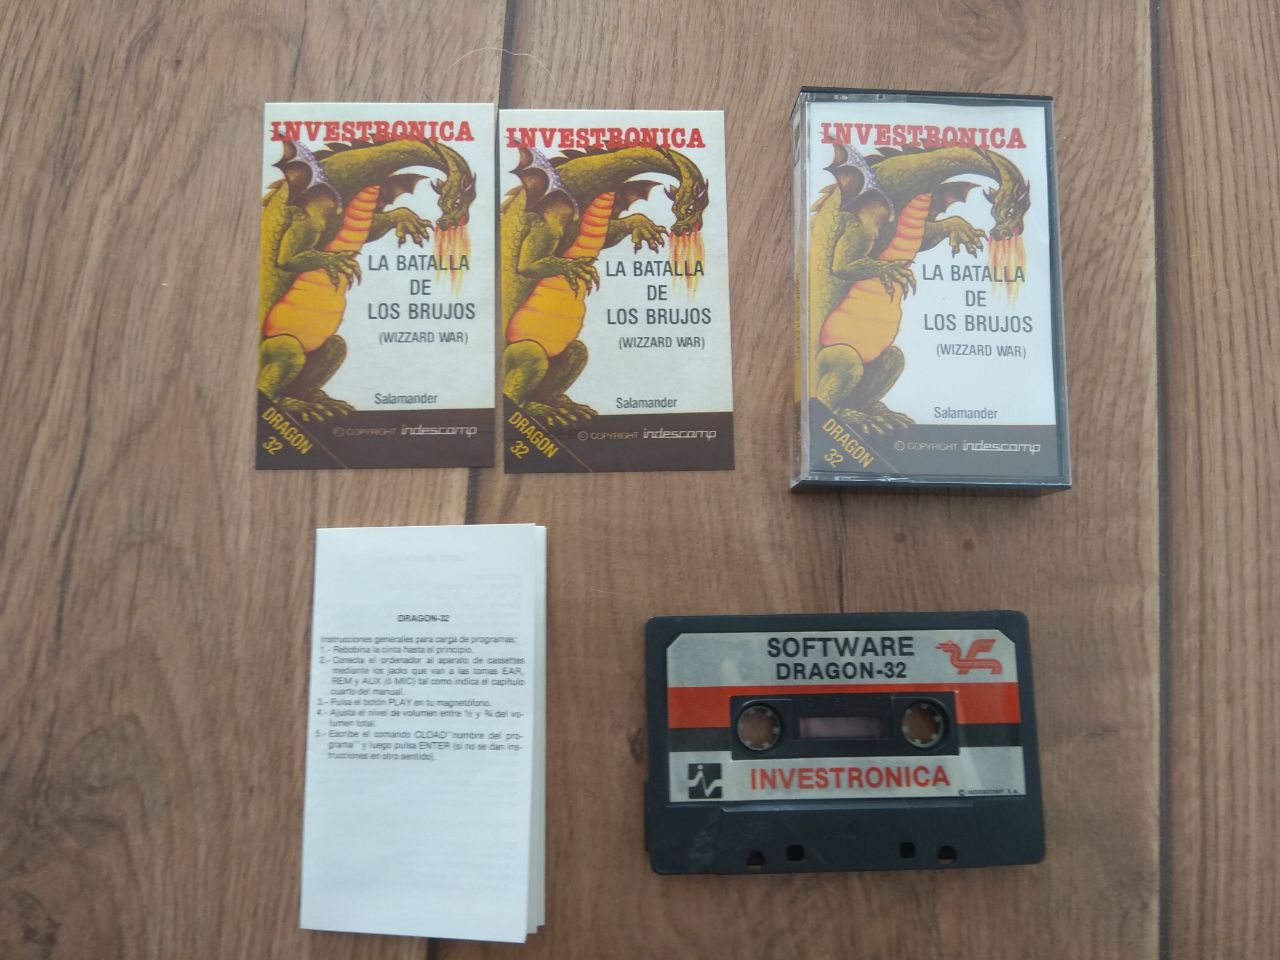 INVESTRONICA
LA BATALLA
DE
LOS BRUJOS
(WIZZARD WAR)
Salamander
DRAGON
32
© COPYRIGHT indescomp
INVESTRONICA
LA BATALLA
DE
LOS BRUJOS
(WIZZARD WAR)
Salamander
DRAGON
32
© COPYRIGHT indescomp
INVESTRONICA
LA BATALLA
DE
LOS BRUJOS
(WIZZARD WAR)
Salamander
DRAGON
32
© COPYRIGHT indescomp
DRAGON-32
Instrucciones generales para carga de programas:
1.- Rebobina la cinta hasta el principio.
2.- Conecta el ordenador al aparato de cassettes
mediante los jacks que van a las tomas EAR,
REM y AUX (ó MIC) tal como indica el capítulo
cuarto del manual.
3.- Pulsa el botón PLAY en tu magnetófono.
4.- Ajusta el nivel de volumen entre ½ y ¾ del vo-
lumen total.
5.- Escribe el comando CLOAD"nombre del pro-
grama" y luego pulsa ENTER (si no se dan ins-
trucciones en otro sentido).
SOFTWARE
DRAGON-32
INVESTRONICA
© INDESCOMP S.A.